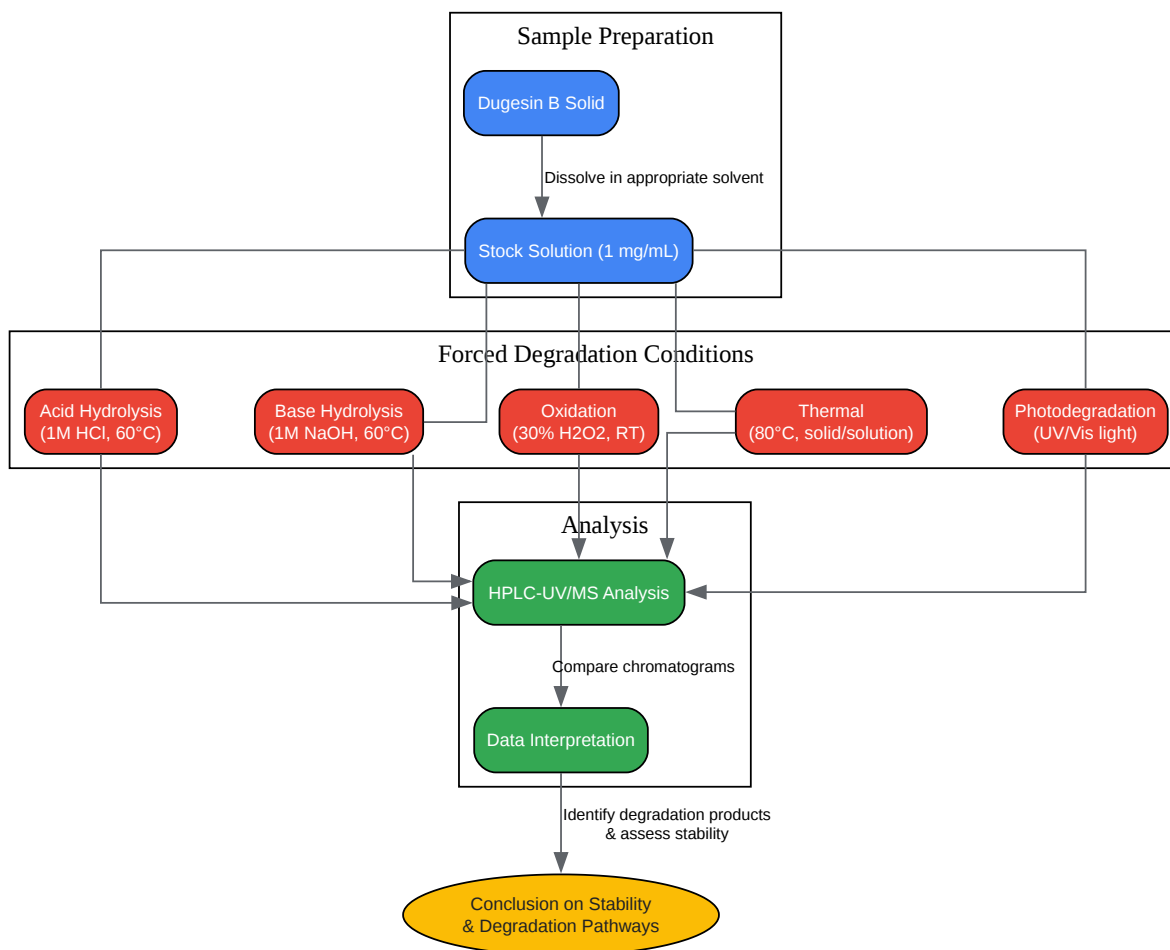 Sample Preparation
Dugesin B Solid
Dissolve in appropriate solvent
Stock Solution (1 mg/mL)
Forced Degradation Conditions
Acid Hydrolysis
(1M HCl, 60°C)
Base Hydrolysis
(1M NaOH, 60°C)
Oxidation
(30% H2O2, RT)
Thermal
(80°C, solid/solution)
Photodegradation
(UV/Vis light)
Analysis
HPLC-UV/MS Analysis
Compare chromatograms
Data Interpretation
Identify degradation products
& assess stability
Conclusion on Stability
& Degradation Pathways